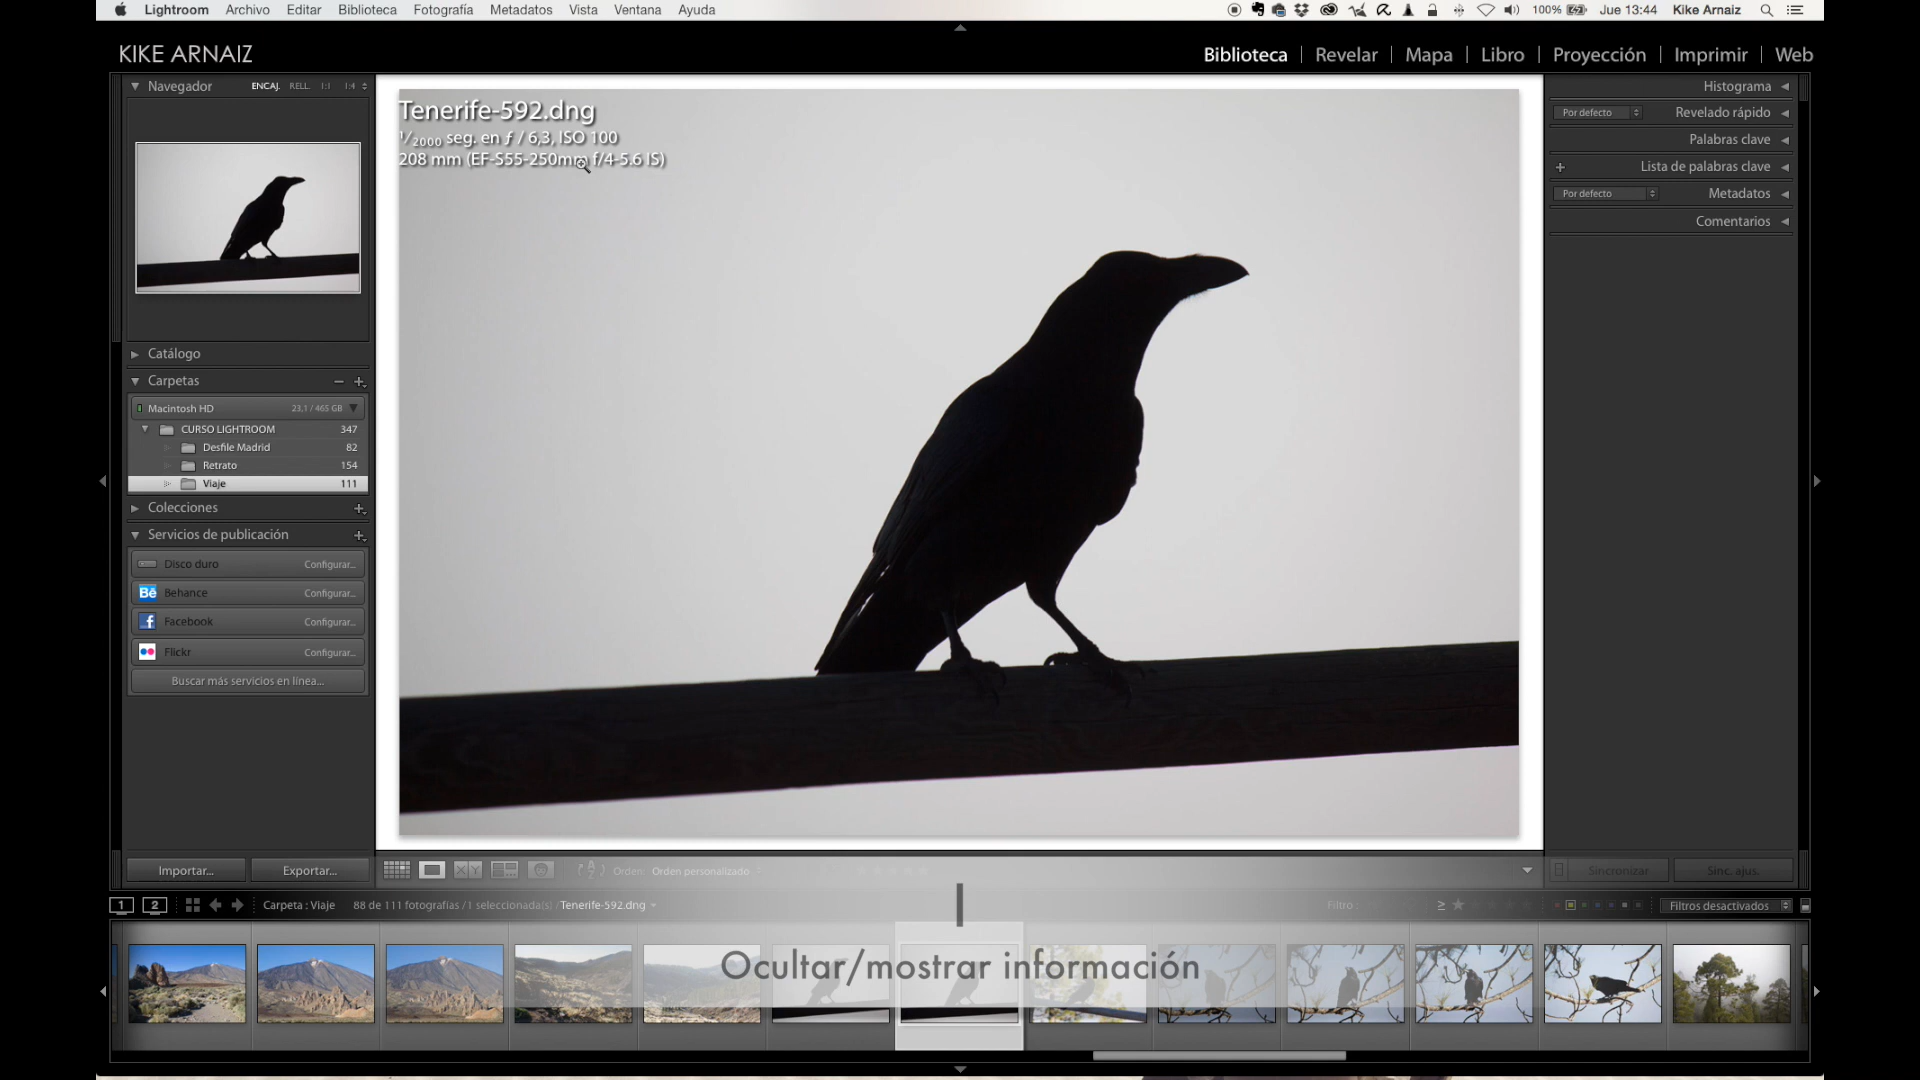 Lightroom Archivo Editar Biblioteca Fotografía Metadatos Vista Ventana Ayuda
100% Jue 13:44 Kike Arnaiz
KIKE ARNAIZ
Biblioteca | Revelar | Mapa | Libro | Proyección | Imprimir | Web
Navegador ENCAJ. RELL. 1:1 1:4
Histograma
Por defecto Revelado rápido
Palabras clave
Lista de palabras clave
Por defecto Metadatos
Comentarios
Tenerife-592.dng
1/2000 seg. en ƒ / 6,3, ISO 100
208 mm (EF-S55-250mm f/4-5.6 IS)
Catálogo
Carpetas
Macintosh HD 23,1 / 465 GB
CURSO LIGHTROOM 347
Desfile Madrid 82
Retrato 154
Viaje 111
Colecciones
Servicios de publicación
Disco duro Configurar...
Bē Behance Configurar...
f Facebook Configurar...
Flickr Configurar...
Buscar más servicios en línea...
Importar... Exportar...
X Y
Orden: Orden personalizado
Sincronizar Sinc. ajus.
1 2 Carpeta : Viaje 88 de 111 fotografías / 1 seleccionada(s) / Tenerife-592.dng
Filtro: ≥ Filtros desactivados
I
Ocultar/mostrar información